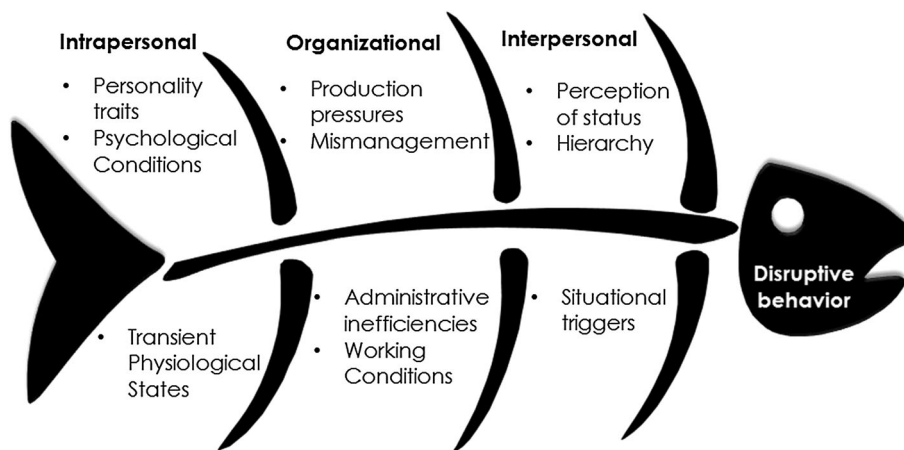 Intrapersonal
• Personality
traits
• Psychological
Conditions
Organizational
• Production
pressures
• Mismanagement
Interpersonal
• Perception
of status
• Hierarchy
• Transient
Physiological
States
• Administrative
inefficiencies
• Working
Conditions
• Situational
triggers
Disruptive
behavior